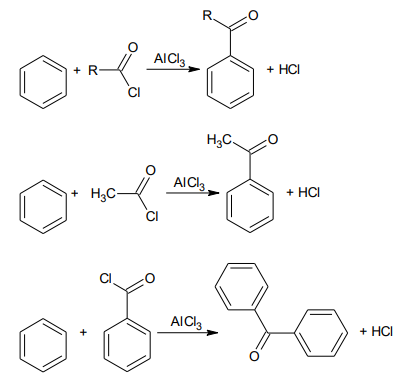 R O
+ R O AlCl3 + HCl
Cl
H3C O
+ H3C O AlCl3 + HCl
Cl
Cl O
+ AlCl3 + HCl
O